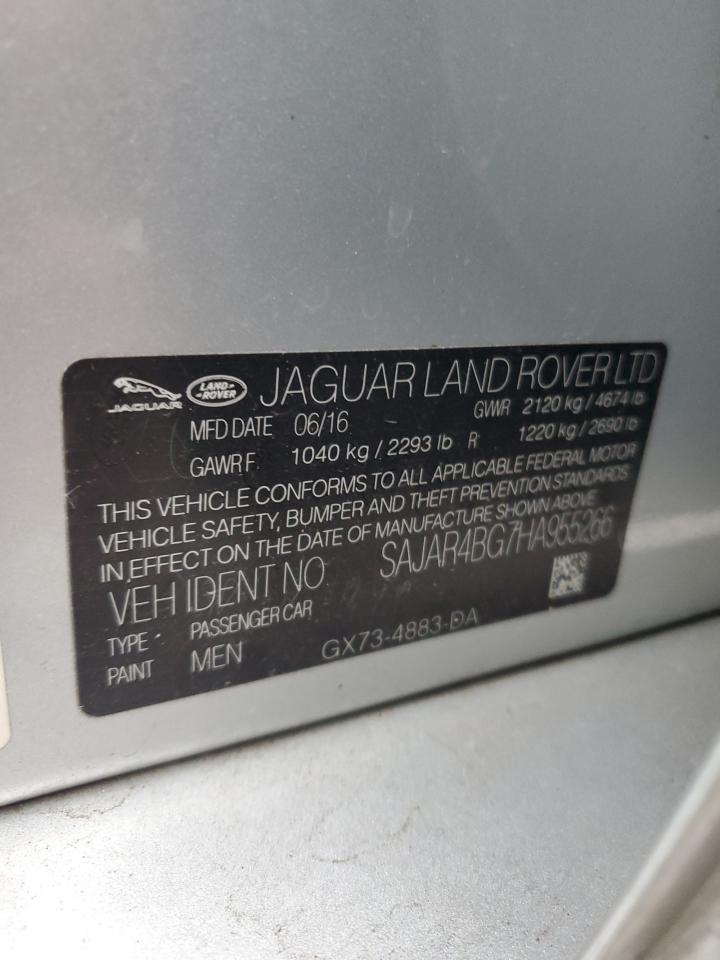 JAGUAR LAND-ROVER JAGUAR LAND ROVER LTD
MFD DATE 06/16 GVWR 2120 kg / 4674 lb
GAWR F. 1040 kg / 2293 lb R 1220 kg / 2690 lb
THIS VEHICLE CONFORMS TO ALL APPLICABLE FEDERAL MOTOR
VEHICLE SAFETY, BUMPER AND THEFT PREVENTION STANDARDS
IN EFFECT ON THE DATE OF MANUFACTURE SHOWN ABOVE
VEH IDENT NO SAJAR4BG7HA955266
TYPE PASSENGER CAR
PAINT MEN GX73-4883-DA